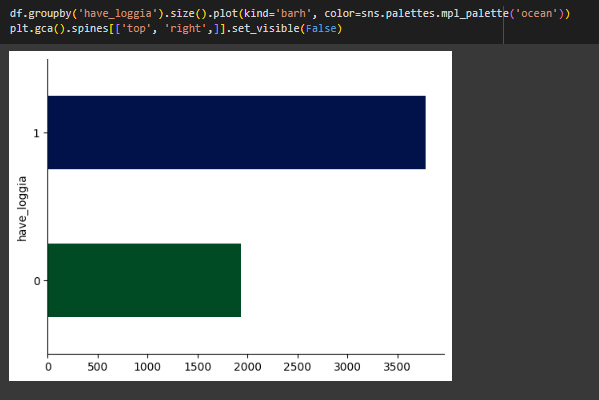 df.groupby('have_loggia').size().plot(kind='barh', color=sns.palettes.mpl_palette('ocean'))
plt.gca().spines[['top', 'right',]].set_visible(False)
1
have_loggia
0
0 500 1000 1500 2000 2500 3000 3500